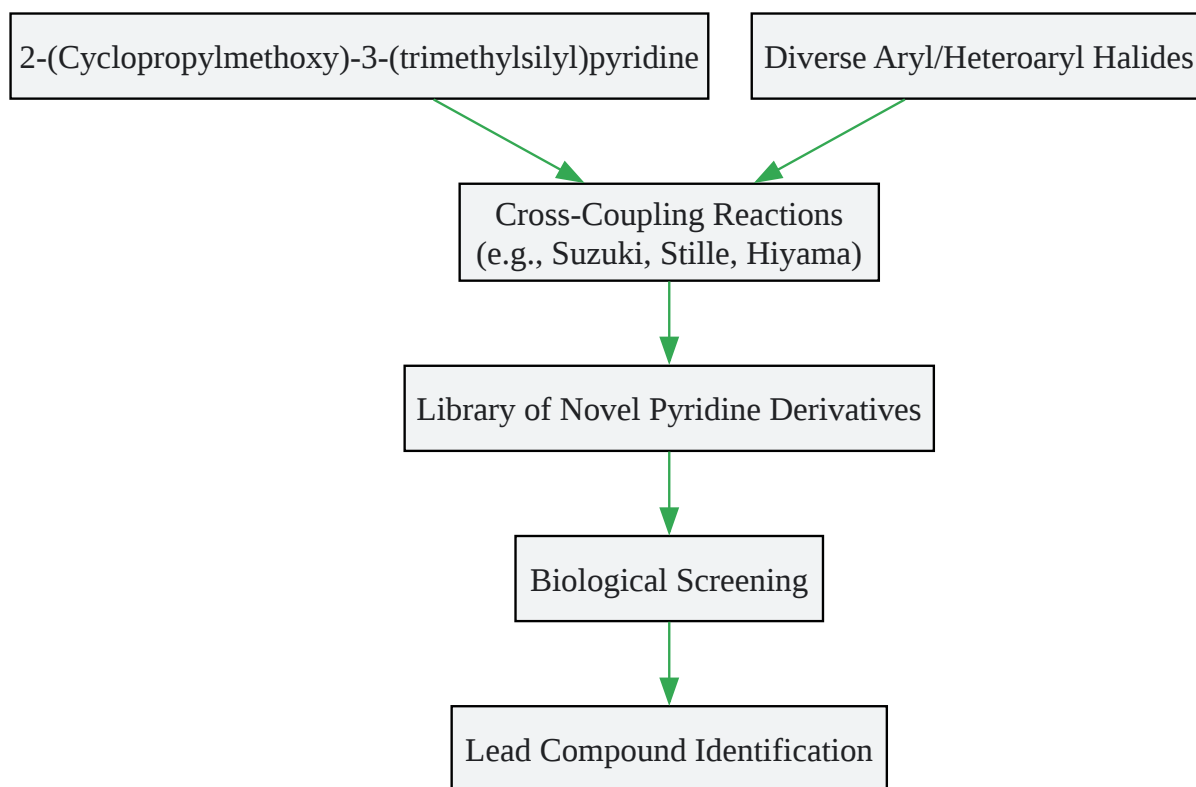 2-(Cyclopropylmethoxy)-3-(trimethylsilyl)pyridine
Diverse Aryl/Heteroaryl Halides
Cross-Coupling Reactions
(e.g., Suzuki, Stille, Hiyama)
Library of Novel Pyridine Derivatives
Biological Screening
Lead Compound Identification